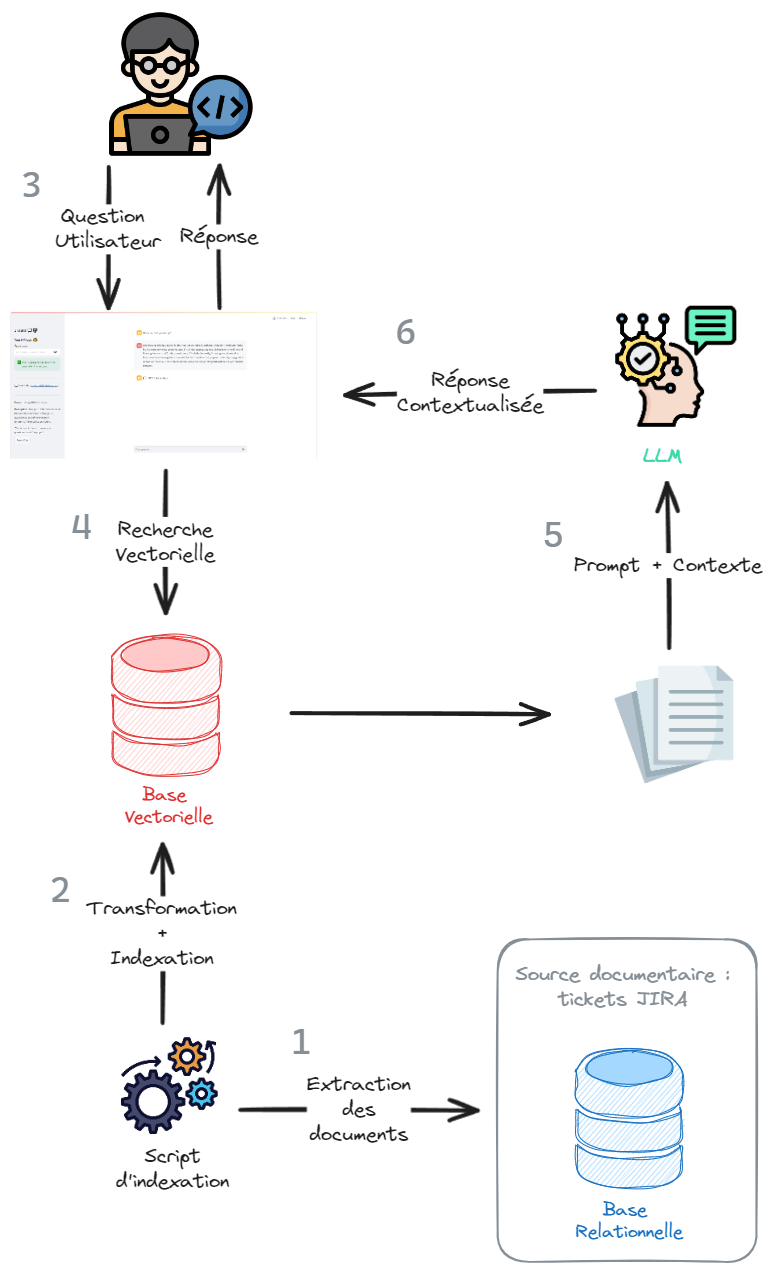 3
Question
Utilisateur
Réponse
6
Réponse
Contextualisée
LLM
4
Recherche
Vectorielle
5
Prompt + Contexte
Base
Vectorielle
2
Transformation
+
Indexation
Source documentaire :
tickets JIRA
1
Extraction
des
documents
Script
d'indexation
Base
Relationnelle